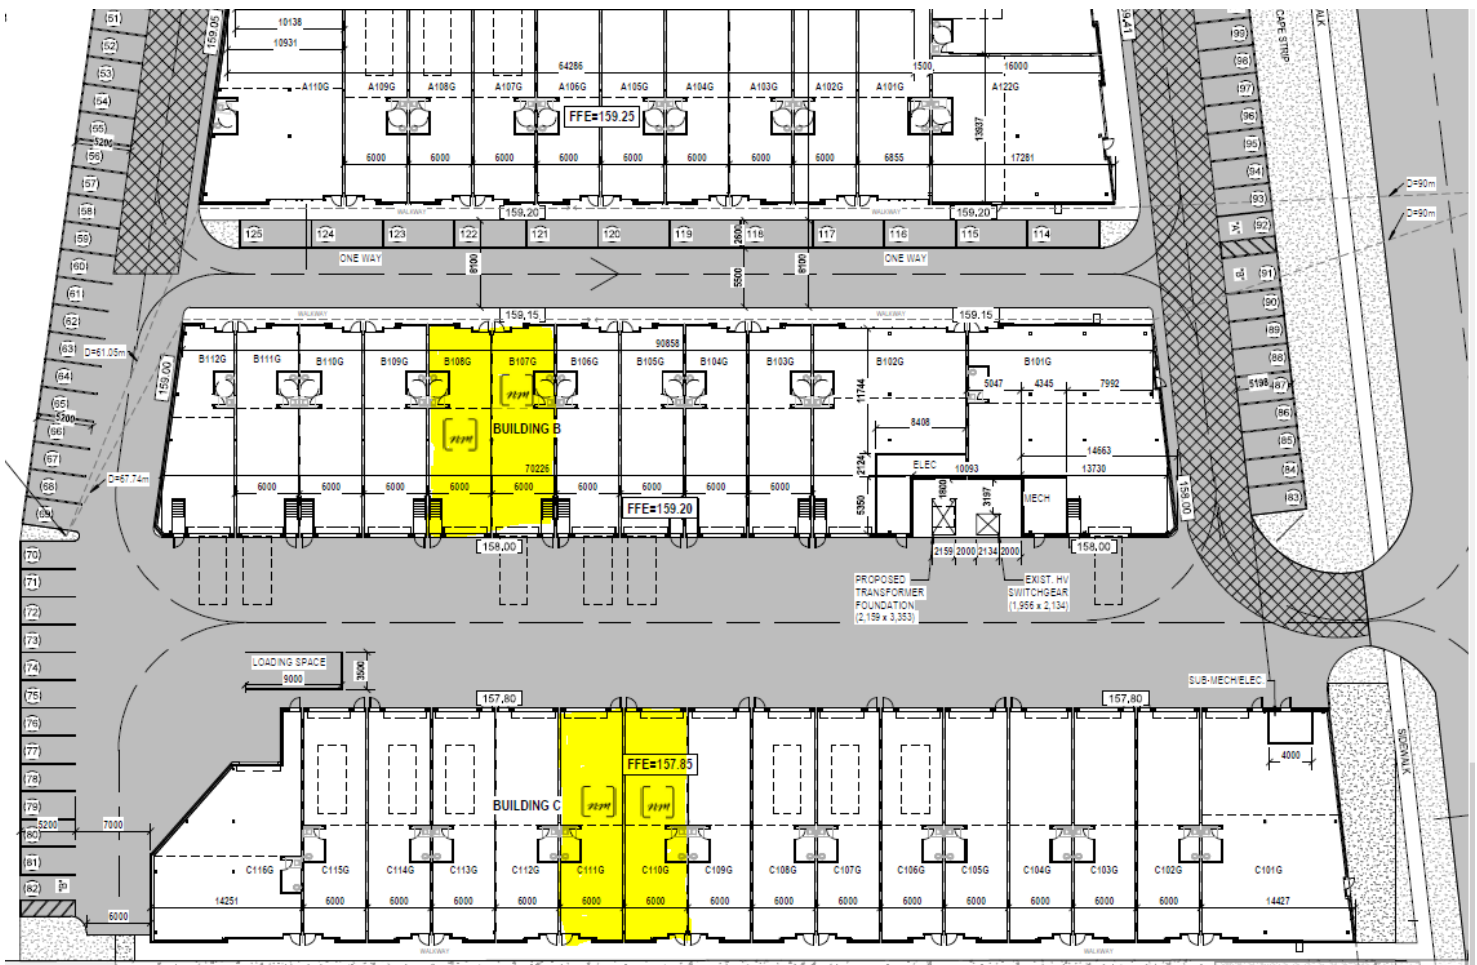 10138
10931
64286
1500
16000
A110G
A109G
A108G
A107G
A106G
A105G
A104G
A103G
A102G
A101G
A122G
FFE=159.25
13937
6000
6000
6000
6000
6000
6000
6000
6000
6855
17281
WALKWAY
159.20
WALKWAY
159.20
125
124
123
122
121
120
119
118
117
116
115
114
2600
ONE WAY
ONE WAY
8100
5500
8100
159.05
159.41
CAPE STRIP
SIDEWALK
(51)
(52)
(53)
(54)
(55)
5200
(56)
(57)
(58)
(59)
(60)
(61)
(62)
(63)
D=61.05m
(64)
(65)
5200
(66)
(67)
D=67.74m
(68)
(69)
159.00
(99)
(98)
(97)
(96)
(95)
(94)
(93)
(92)
"A"
"B"
(91)
(90)
(89)
(88)
5198
(87)
(86)
(85)
(84)
(83)
D=90m
D=90m
158.00
WALKWAY
159.15
WALKWAY
159.15
90858
B112G
B111G
B110G
B109G
B108G
B107G
B106G
B105G
B104G
B103G
B102G
B101G
5047
4345
7992
11744
BUILDING B
8408
14663
70226
2124
ELEC
10093
13730
6000
6000
6000
6000
6000
6000
6000
6000
6000
FFE=159.20
5350
1800
3197
MECH
158.00
158.00
2159
2000
2134
2000
PROPOSED
TRANSFORMER
FOUNDATION
(2,159 x 3,353)
EXIST. HV
SWITCHGEAR
(1,956 x 2,134)
(70)
(71)
(72)
(73)
(74)
(75)
(76)
(77)
(78)
(79)
5200
(80)
7000
(81)
(82)
"B"
6000
LOADING SPACE
9000
3500
157.80
157.80
SUB-MECH/ELEC.
4000
SIDEWALK
FFE=157.85
BUILDING C
C116G
C115G
C114G
C113G
C112G
C111G
C110G
C109G
C108G
C107G
C106G
C105G
C104G
C103G
C102G
C101G
14251
6000
6000
6000
6000
6000
6000
6000
6000
6000
6000
6000
6000
6000
6000
14427
WALKWAY
WALKWAY